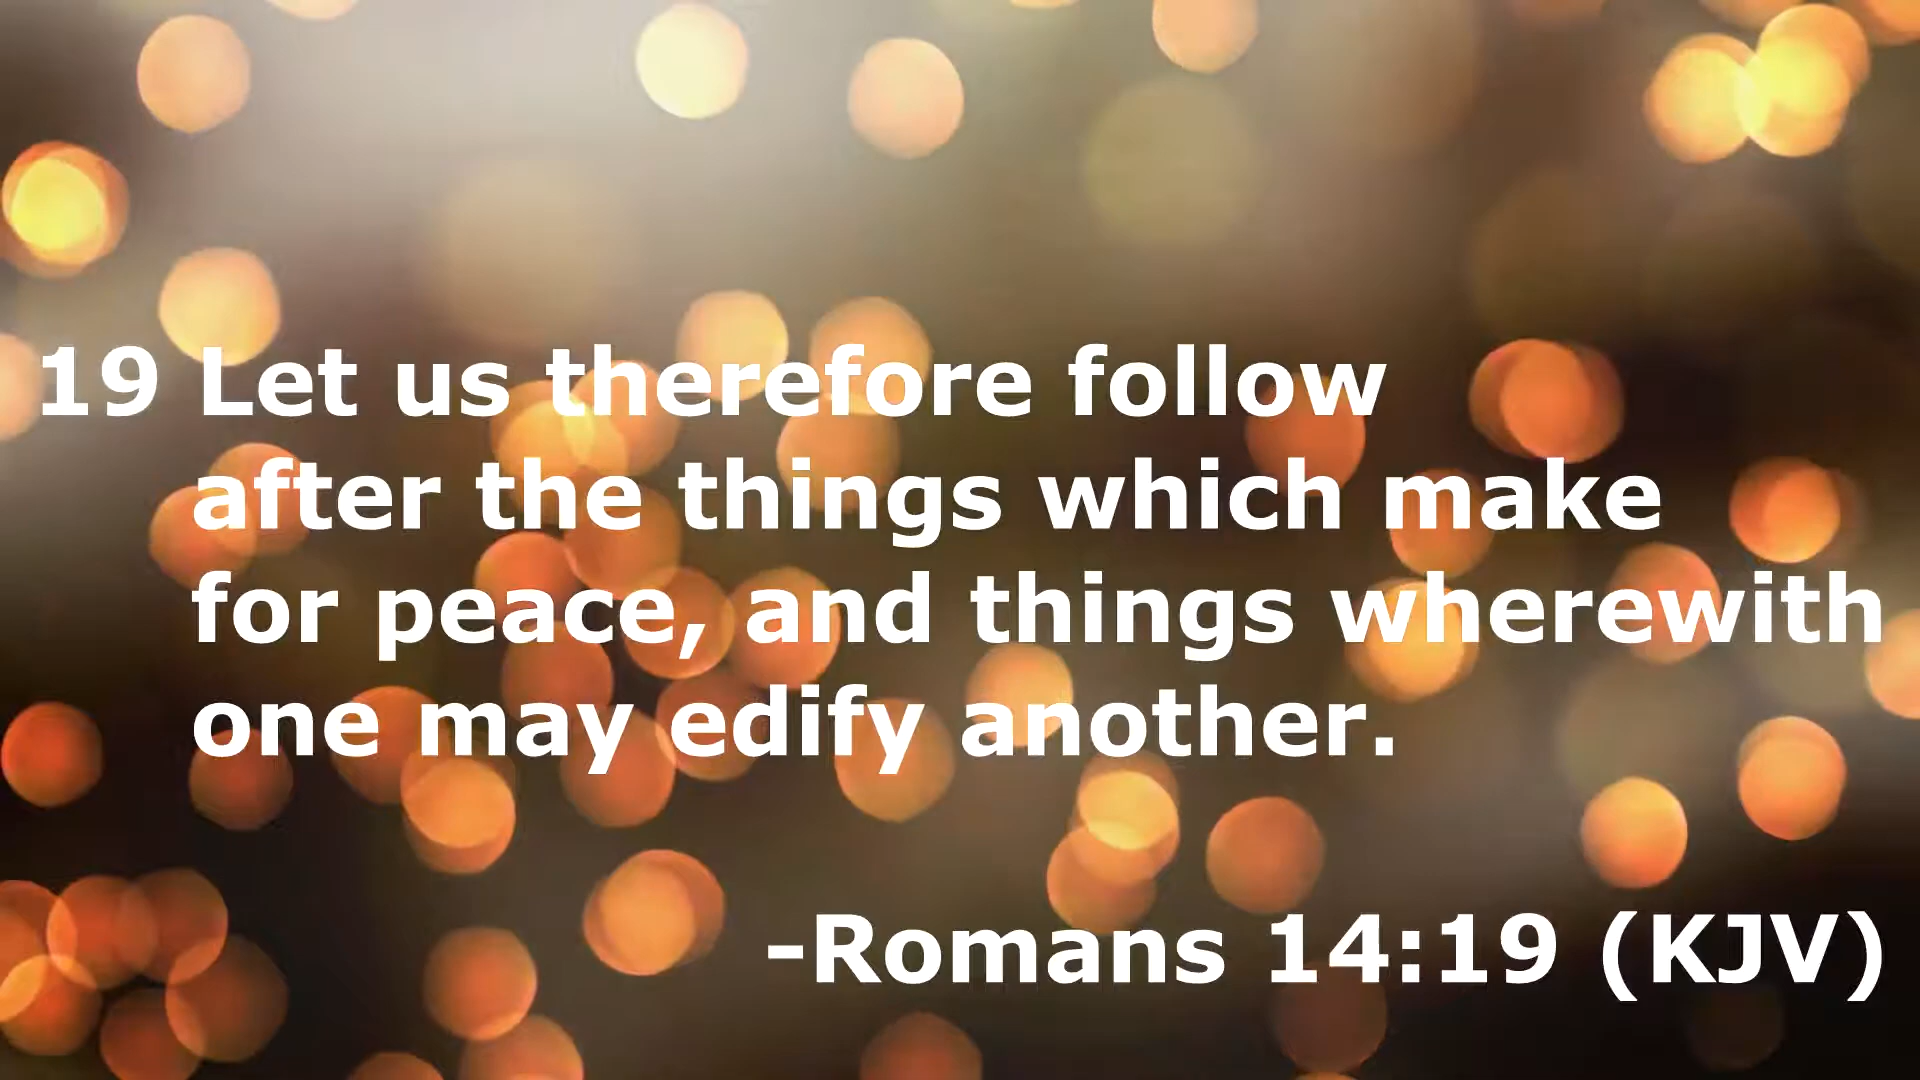 19 Let us therefore follow
after the things which make
for peace, and things wherewith
one may edify another.
-Romans 14:19 (KJV)